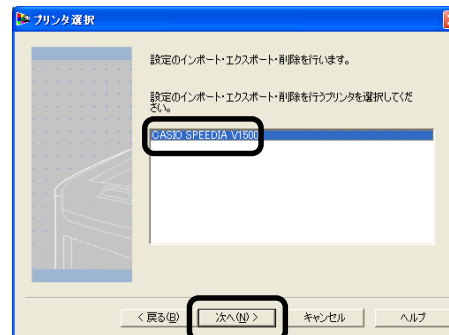 プリンタ選択
設定のインポート・エクスポート・削除を行います。
設定のインポート・エクスポート・削除を行うプリンタを選択してくだ
さい。
CASIO SPEEDIA V1500
< 戻る(B)
次へ(N) >
キャンセル
ヘルプ